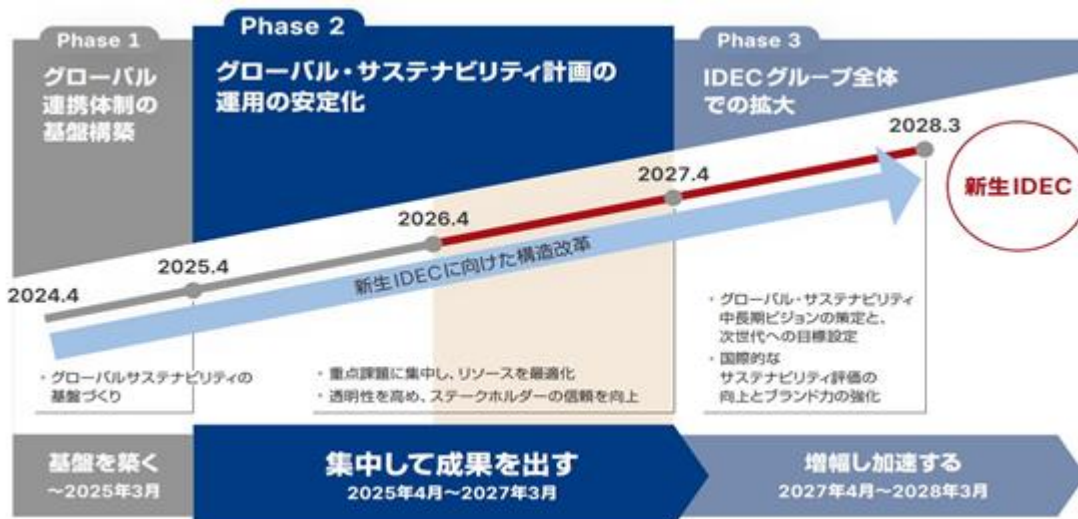 Phase 1
グローバル
連携体制の
基盤構築
Phase 2
グローバル・サステナビリティ計画の
運用の安定化
Phase 3
IDECグループ全体
での拡大
2024.4
2025.4
2026.4
2027.4
2028.3
新生IDEC
新生IDECに向けた構造改革
・グローバルサステナビリティの
基盤づくり
・重点課題に集中し、リソースを最適化
・透明性を高め、ステークホルダーの信頼を向上
・グローバル・サステナビリティ
中長期ビジョンの策定と、
次世代への目標設定
・国際的な
サステナビリティ評価の
向上とブランド力の強化
基盤を築く
～2025年3月
集中して成果を出す
2025年4月～2027年3月
増幅し加速する
2027年4月～2028年3月